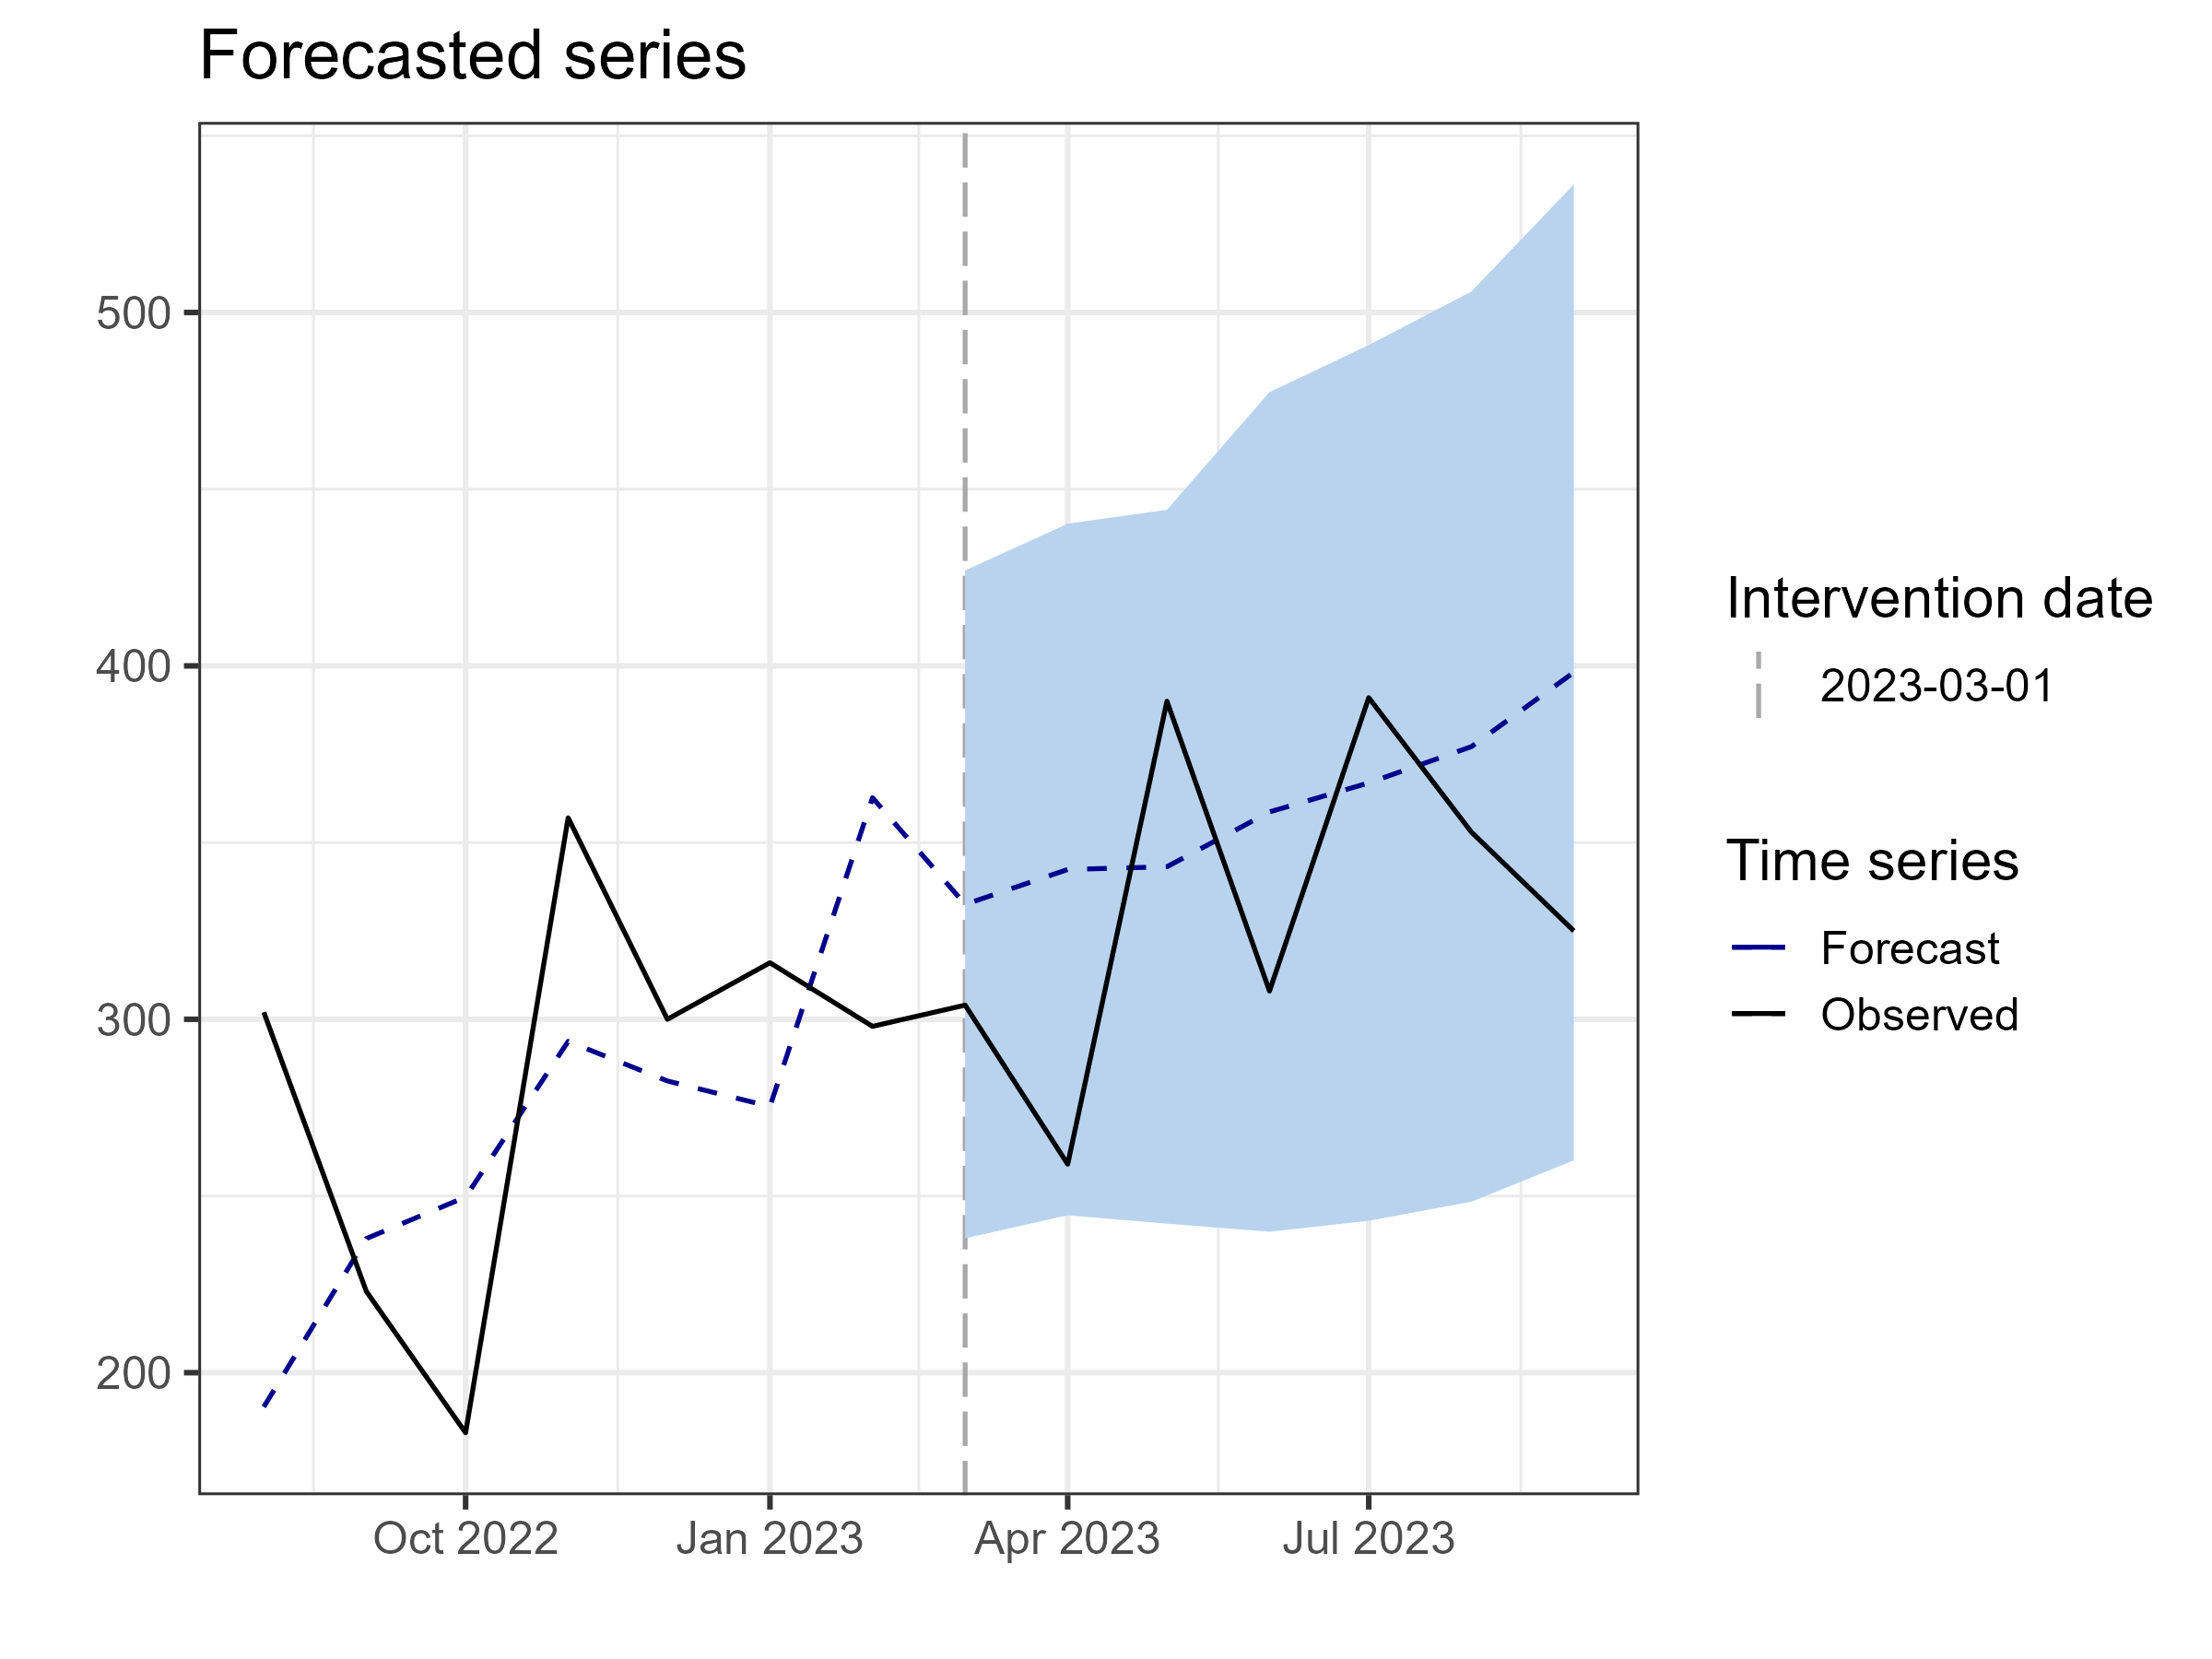 Forecasted series
500
400
300
200
Oct 2022 Jan 2023 Apr 2023 Jul 2023
Intervention date
2023-03-01
Time series
Forecast
Observed